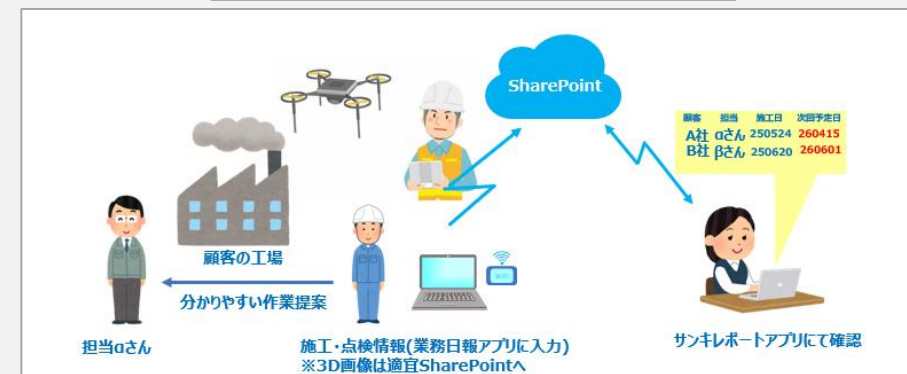 SharePoint
顧客 担当 施工日 次回予定日
A社 αさん 250524 260415
B社 βさん 250620 260601
顧客の工場
分かりやすい作業提案
wifi
担当αさん
施工・点検情報(業務日報アプリに入力)
※3D画像は適宜SharePointへ
サンキレポートアプリにて確認